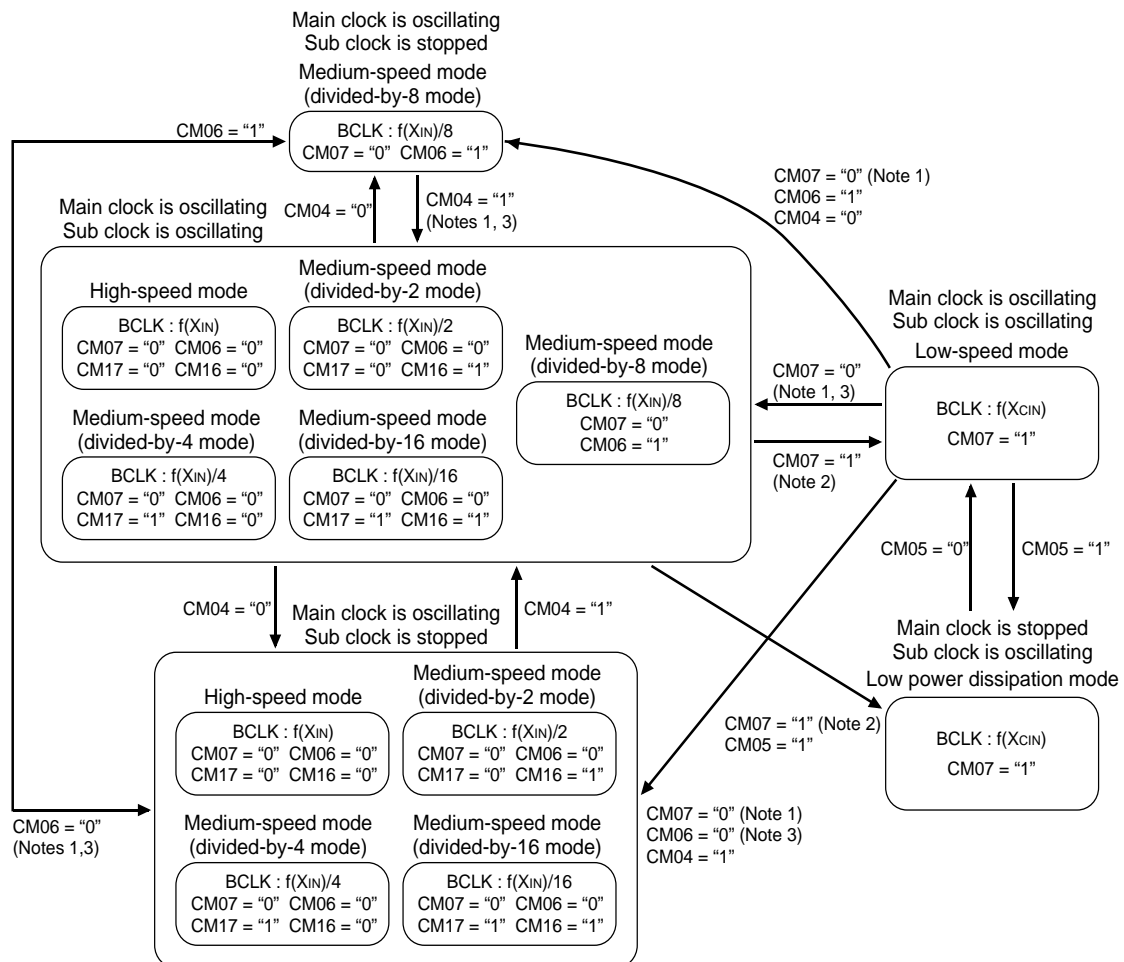 Main clock is oscillating
Sub clock is stopped
Medium-speed mode
(divided-by-8 mode)
BCLK : f(XIN)/8
CM07 = “0” CM06 = “1”
CM06 = “1”
CM04 = “0”
CM04 = “1”
(Notes 1, 3)
CM07 = “0” (Note 1)
CM06 = “1”
CM04 = “0”
Main clock is oscillating
Sub clock is oscillating
High-speed mode
BCLK : f(XIN)
CM07 = “0” CM06 = “0”
CM17 = “0” CM16 = “0”
Medium-speed mode
(divided-by-2 mode)
BCLK : f(XIN)/2
CM07 = “0” CM06 = “0”
CM17 = “0” CM16 = “1”
Medium-speed mode
(divided-by-8 mode)
BCLK : f(XIN)/8
CM07 = “0”
CM06 = “1”
Medium-speed mode
(divided-by-4 mode)
BCLK : f(XIN)/4
CM07 = “0” CM06 = “0”
CM17 = “1” CM16 = “0”
Medium-speed mode
(divided-by-16 mode)
BCLK : f(XIN)/16
CM07 = “0” CM06 = “0”
CM17 = “1” CM16 = “1”
CM07 = “0”
(Note 1, 3)
CM07 = “1”
(Note 2)
Main clock is oscillating
Sub clock is oscillating
Low-speed mode
BCLK : f(XCIN)
CM07 = “1”
CM05 = “0”
CM05 = “1”
Main clock is stopped
Sub clock is oscillating
Low power dissipation mode
BCLK : f(XCIN)
CM07 = “1”
CM07 = “1” (Note 2)
CM05 = “1”
CM04 = “0”
CM04 = “1”
Main clock is oscillating
Sub clock is stopped
High-speed mode
BCLK : f(XIN)
CM07 = “0” CM06 = “0”
CM17 = “0” CM16 = “0”
Medium-speed mode
(divided-by-2 mode)
BCLK : f(XIN)/2
CM07 = “0” CM06 = “0”
CM17 = “0” CM16 = “1”
Medium-speed mode
(divided-by-4 mode)
BCLK : f(XIN)/4
CM07 = “0” CM06 = “0”
CM17 = “1” CM16 = “0”
Medium-speed mode
(divided-by-16 mode)
BCLK : f(XIN)/16
CM07 = “0” CM06 = “0”
CM17 = “1” CM16 = “1”
CM06 = “0”
(Notes 1,3)
CM07 = “0” (Note 1)
CM06 = “0” (Note 3)
CM04 = “1”